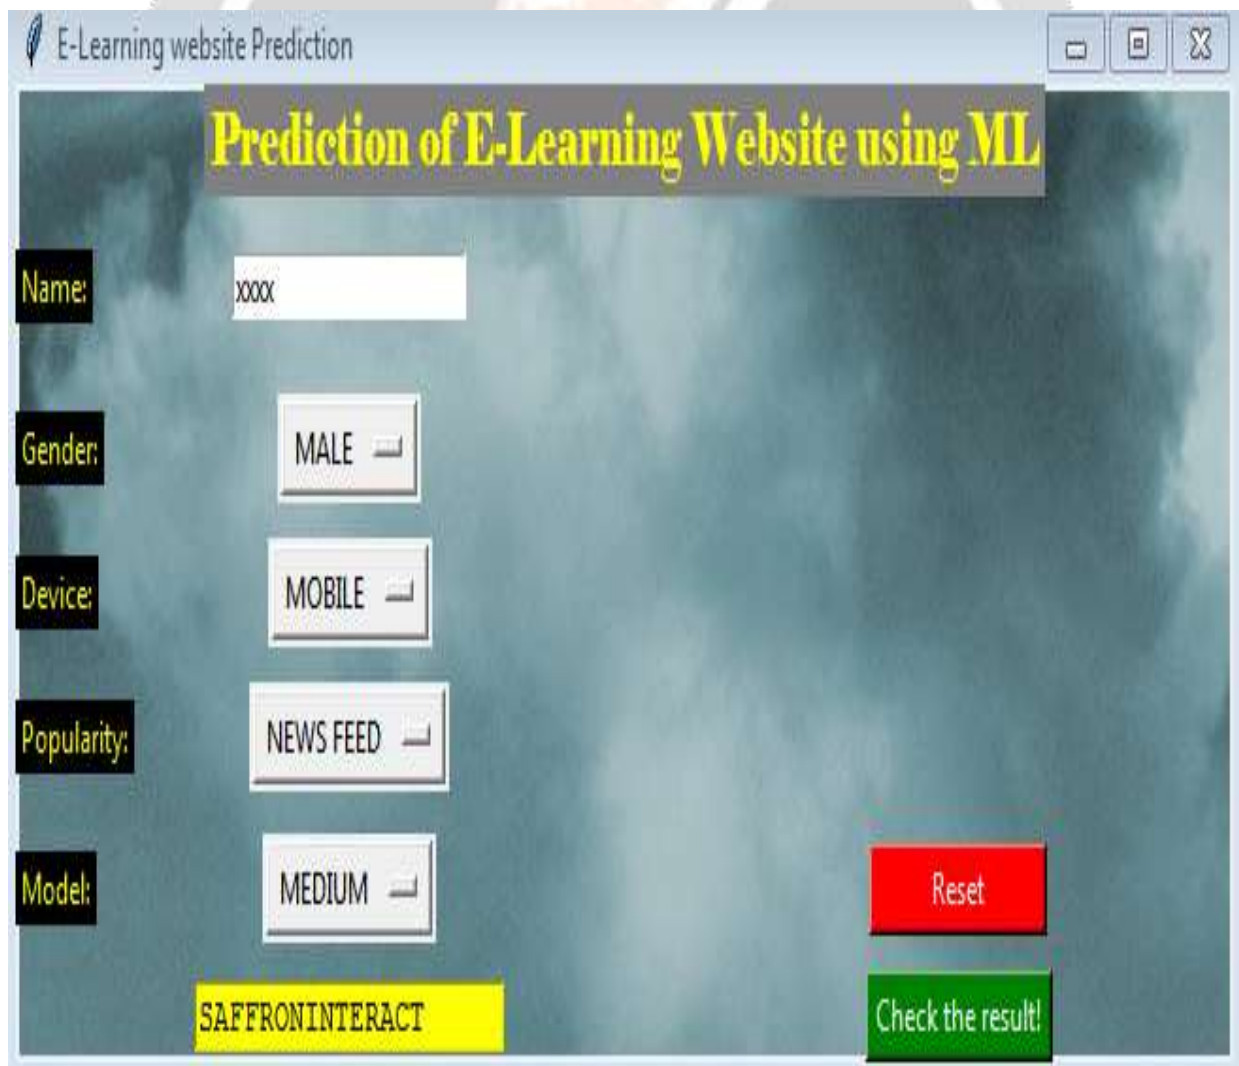 E-Learning website Prediction
Prediction of E-Learning Website using ML
Name: xxxx
Gender: MALE
Device: MOBILE
Popularity: NEWS FEED
Model: MEDIUM
Reset
SAFFRONINTERACT
Check the result!